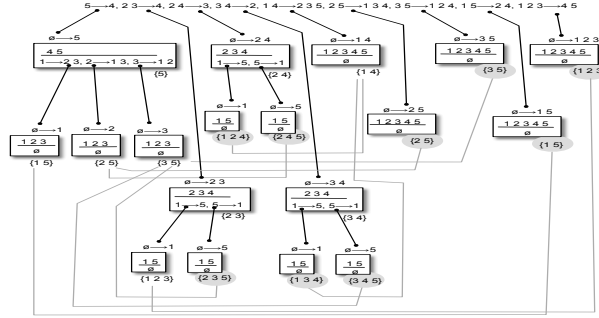 5→4, 2 3→4, 2 4→3, 3 4→2, 1 4→2 3 5, 2 5→1 3 4, 3 5→1 2 4, 1 5→2 4, 1 2 3→4 5
ø→5
ø→2 4
ø→1 4
ø→3 5
ø→1 2 3
4 5
1→2 3, 2→1 3, 3→1 2
{5}
2 3 4
1→5, 5→1
{2 4}
1 2 3 4 5
ø
{1 4}
1 2 3 4 5
ø
{3 5}
1 2 3 4 5
ø
{1 2 3
ø→1
ø→5
1 5
ø
{1 2 4}
1 5
ø
{2 4 5}
ø→2 5
1 2 3 4 5
ø
{2 5}
ø→1 5
1 2 3 4 5
ø
{1 5}
ø→1
ø→2
ø→3
1 2 3
ø
{1 5}
1 2 3
ø
{2 5}
1 2 3
ø
{3 5}
ø→2 3
ø→3 4
2 3 4
1→5, 5→1
{2 3}
2 3 4
1→5, 5→1
{3 4}
ø→1
ø→5
ø→1
ø→5
1 5
ø
{1 2 3}
1 5
ø
{2 3 5}
1 5
ø
{1 3 4}
1 5
ø
{3 4 5}